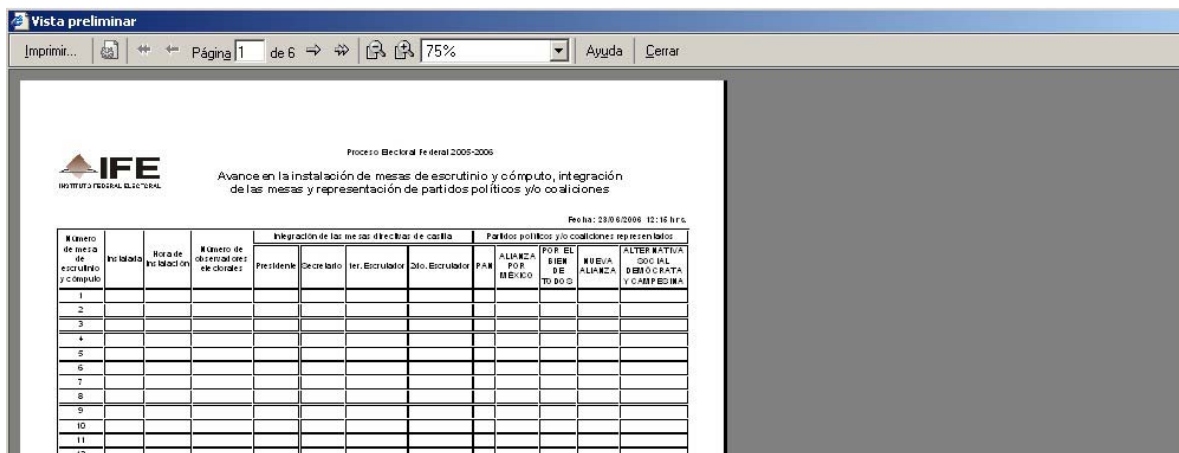 Vista preliminar
Imprimir... Página 1 de 6 75% Ayuda Cerrar
Proceso Electoral Federal 2005-2006
IFE
INSTITUTO FEDERAL ELECTORAL
Avance en la instalación de mesas de escrutinio y cómputo, integración
de las mesas y representación de partidos políticos y/o coaliciones
Fecha: 28/06/2006 12:16 hrs.
Número de mesa de escrutinio y cómputo
Instalada
Hora de instalación
Número de observadores electorales
Integración de las mesas directivas de casilla
Presidente Secretario 1er. Escrutador 2do. Escrutador
Partidos políticos y/o coaliciones representados
PAN
ALIANZA POR MÉXICO
POR EL BIEN DE TODOS
NUEVA ALIANZA
ALTERNATIVA SOCIAL DEMÓCRATA Y CAMPESINA
1
2
3
4
5
6
7
8
9
10
11
12